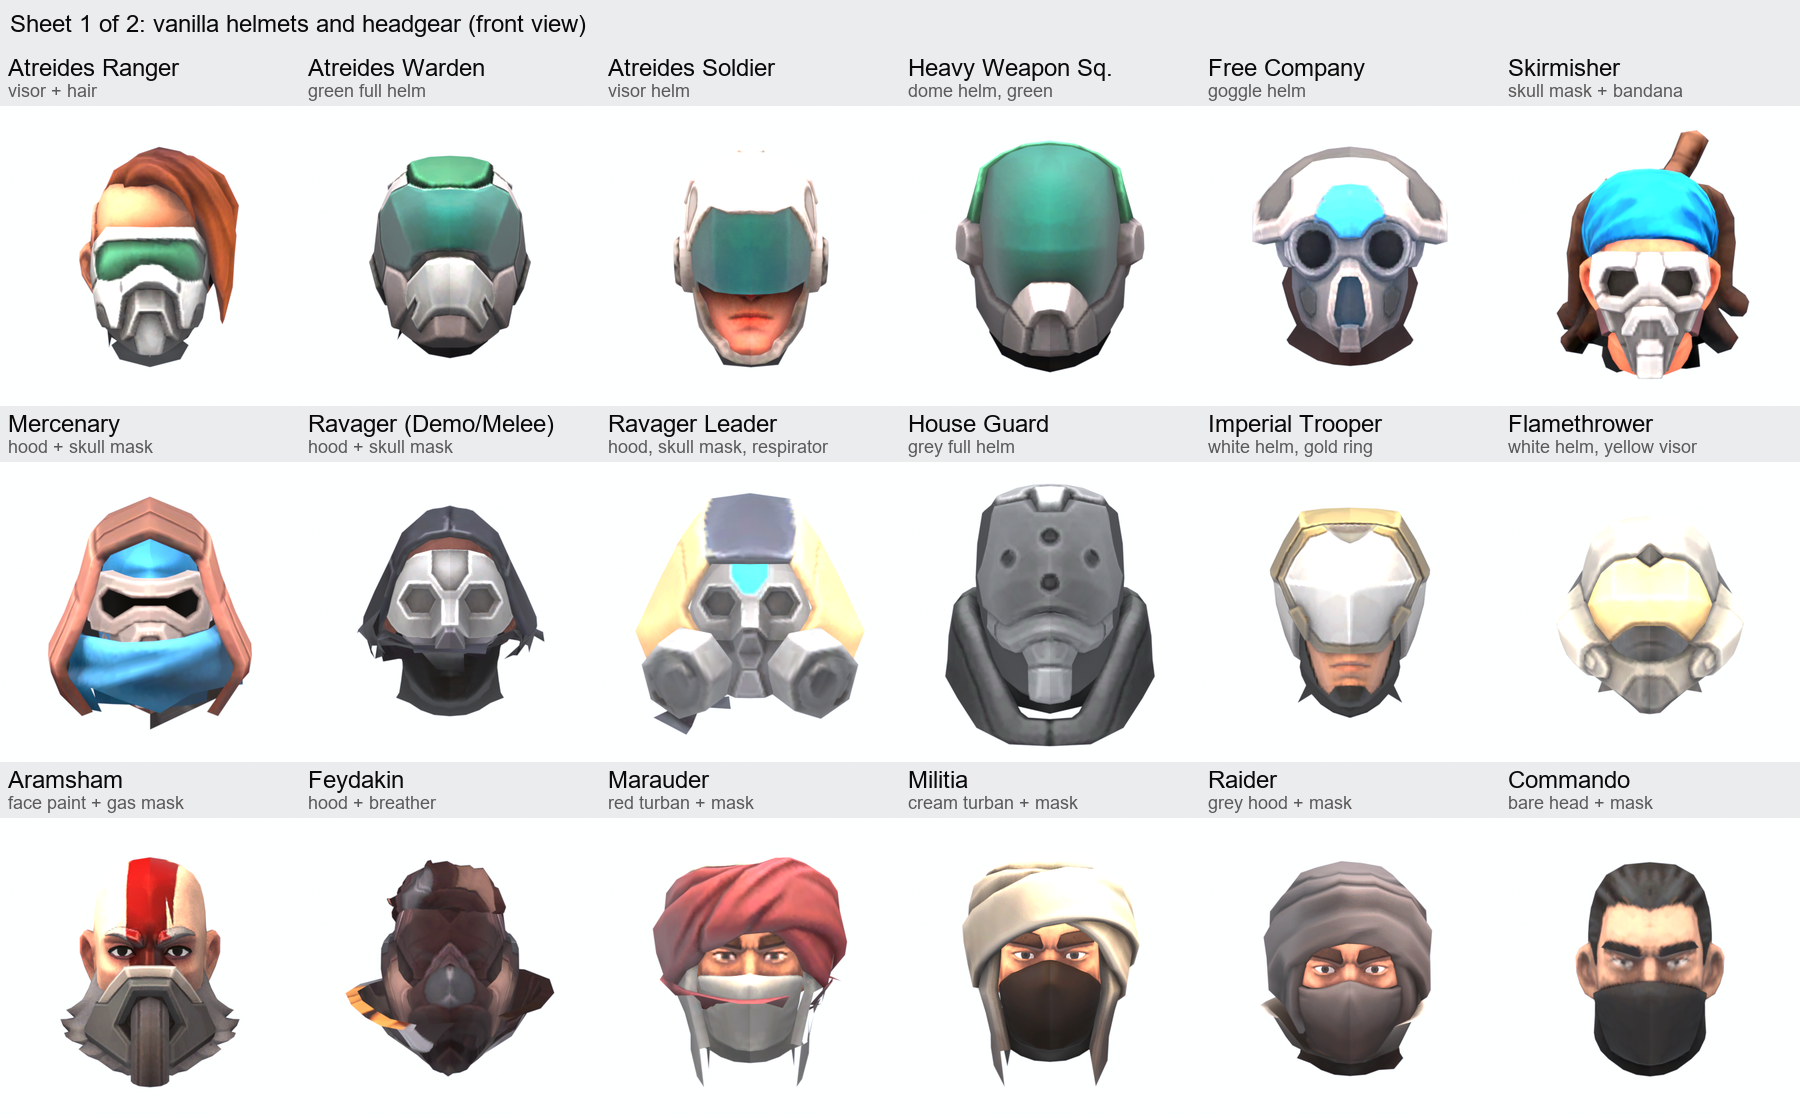 Sheet 1 of 2: vanilla helmets and headgear (front view)
Atreides Ranger
visor + hair
Atreides Warden
green full helm
Atreides Soldier
visor helm
Heavy Weapon Sq.
dome helm, green
Free Company
goggle helm
Skirmisher
skull mask + bandana
Mercenary
hood + skull mask
Ravager (Demo/Melee)
hood + skull mask
Ravager Leader
hood, skull mask, respirator
House Guard
grey full helm
Imperial Trooper
white helm, gold ring
Flamethrower
white helm, yellow visor
Aramsham
face paint + gas mask
Feydakin
hood + breather
Marauder
red turban + mask
Militia
cream turban + mask
Raider
grey hood + mask
Commando
bare head + mask